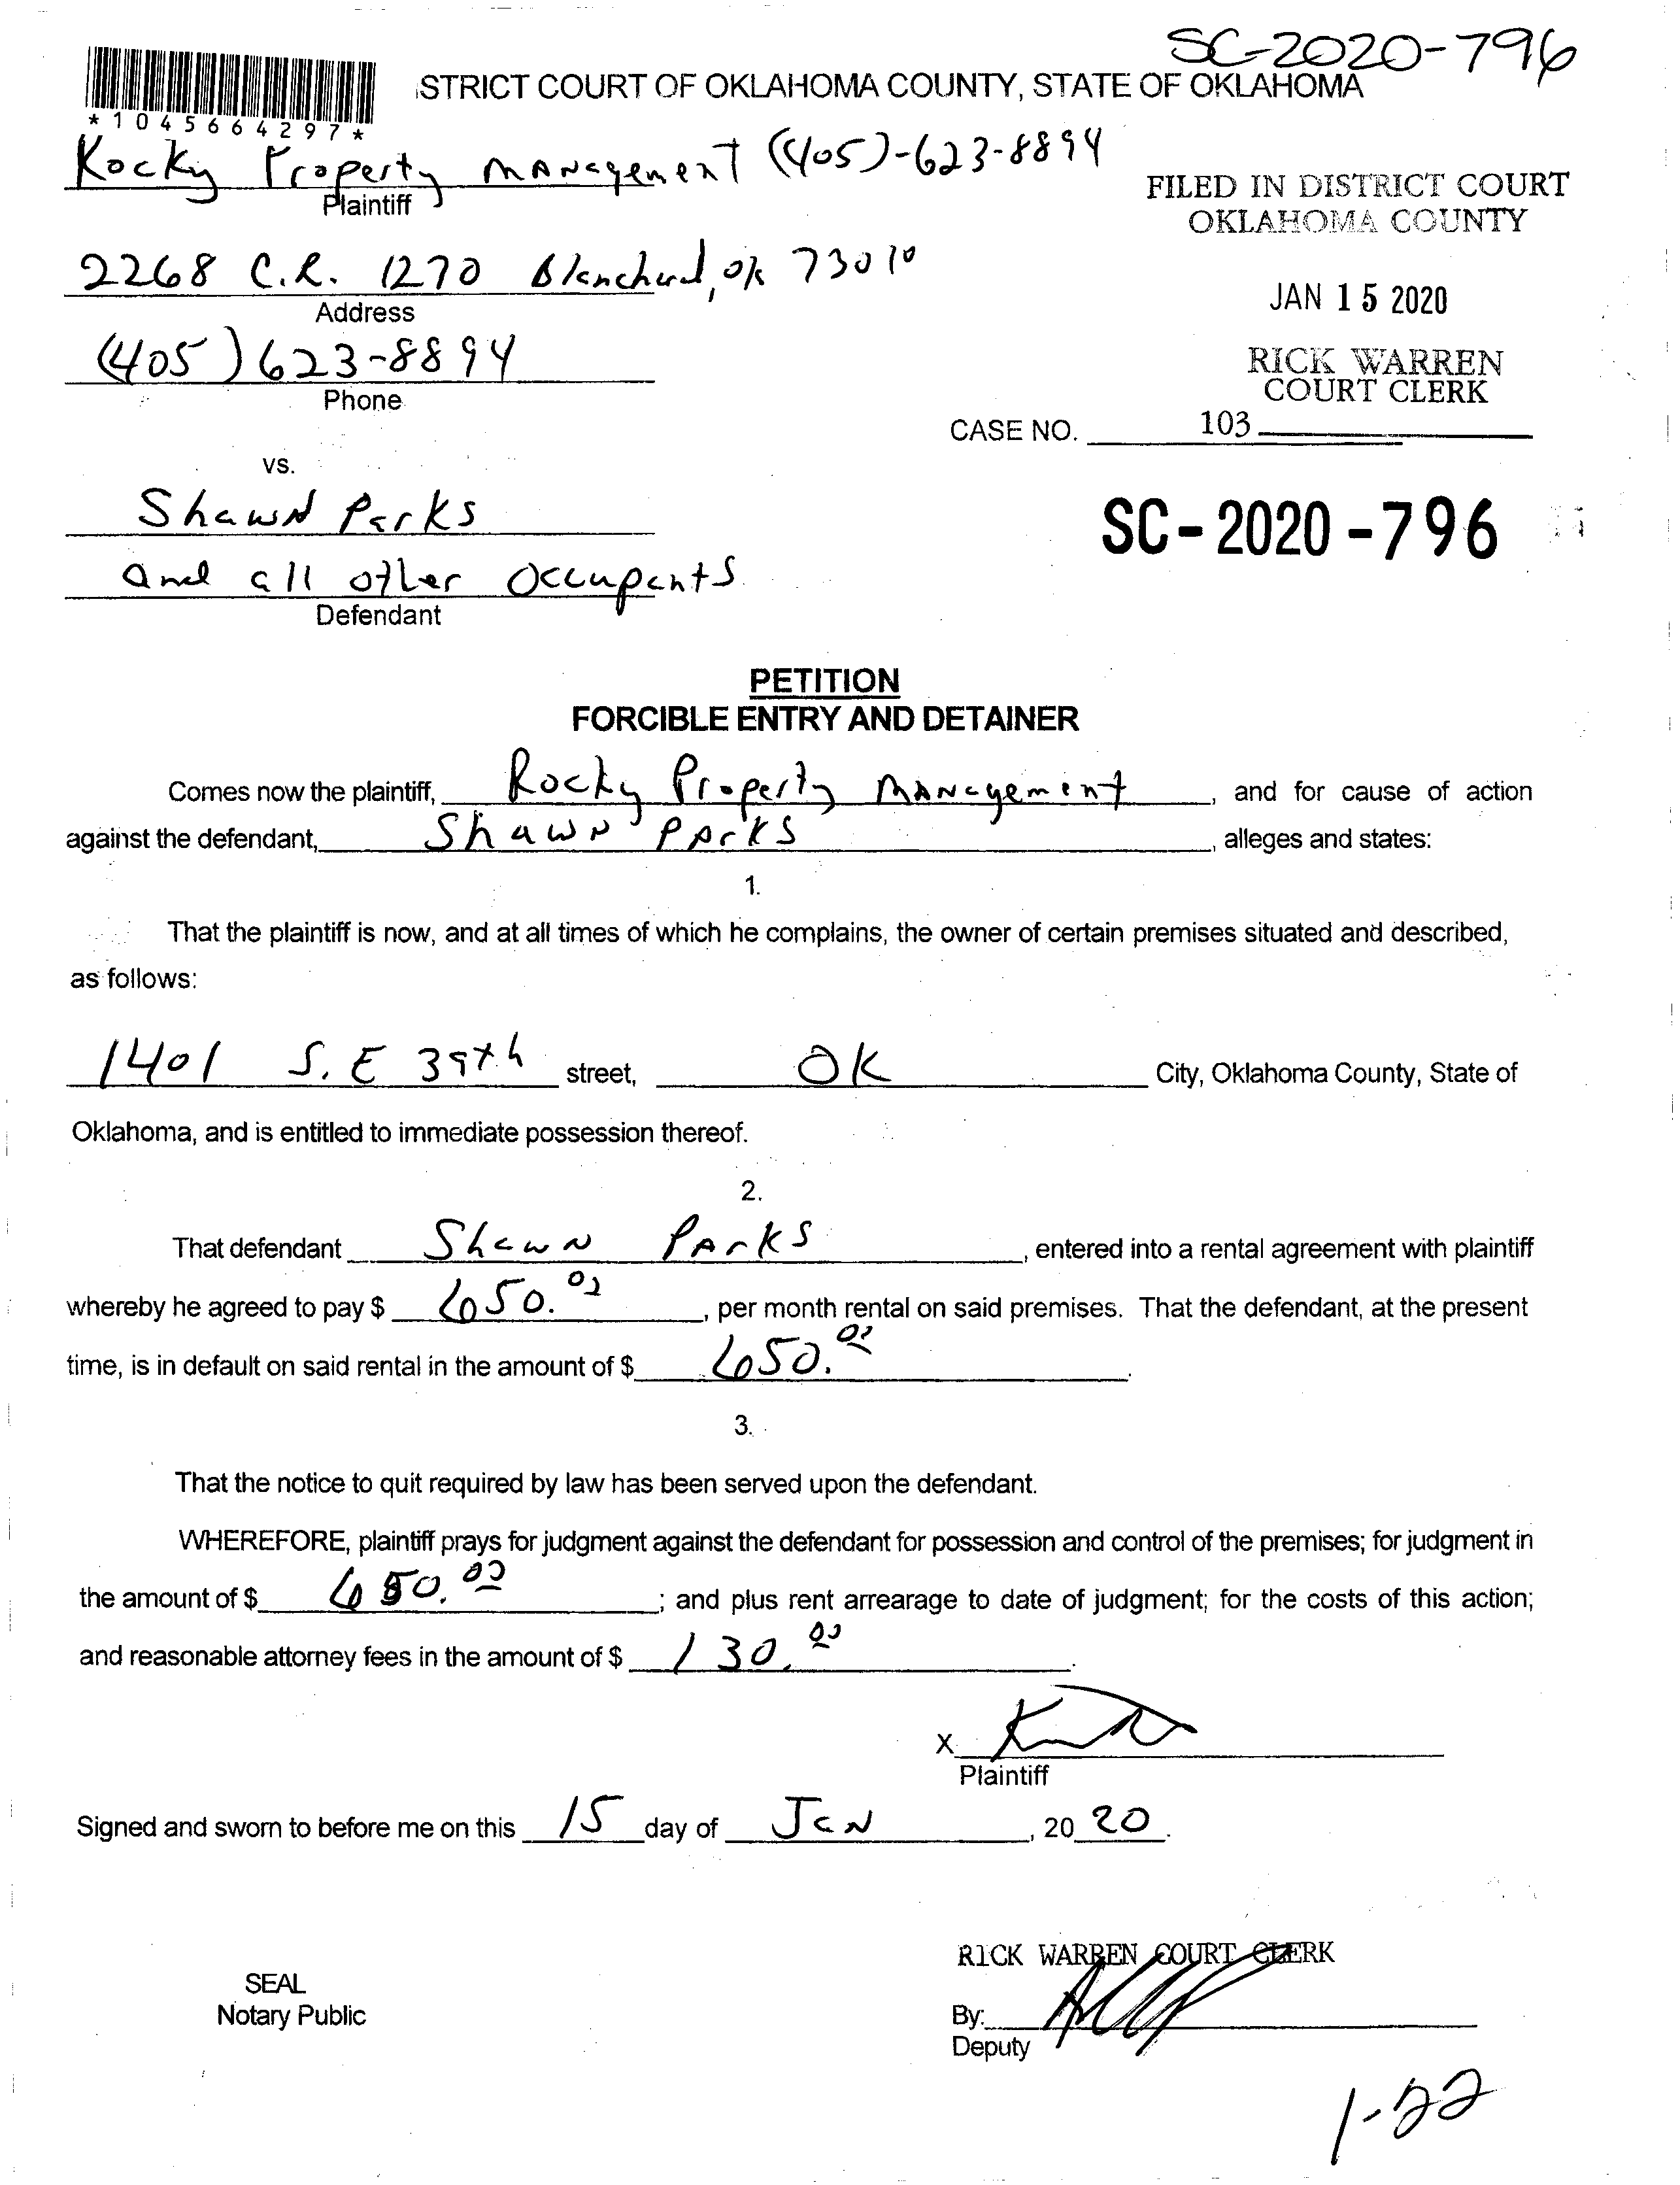 SC-2020-796
STRICT COURT OF OKLAHOMA COUNTY, STATE OF OKLAHOMA
*1045664297*
Rocky Property Management (405)-623-8894
Plaintiff
FILED IN DISTRICT COURT
OKLAHOMA COUNTY
2268 C.R. 1270 Blanchard, ok 73010
Address
JAN 15 2020
(405) 623-8894
Phone
RICK WARREN
COURT CLERK
CASE NO. 103
vs.
Shawn Parks
SC-2020-796
and all other Occupants
Defendant
PETITION
FORCIBLE ENTRY AND DETAINER
Comes now the plaintiff, Rocky Property Management, and for cause of action
against the defendant, Shawn Parks, alleges and states:
1.
That the plaintiff is now, and at all times of which he complains, the owner of certain premises situated and described,
as follows:
1401 S.E 39th street, OK City, Oklahoma County, State of
Oklahoma, and is entitled to immediate possession thereof.
2.
That defendant Shawn Parks, entered into a rental agreement with plaintiff
whereby he agreed to pay $ 650.00, per month rental on said premises. That the defendant, at the present
time, is in default on said rental in the amount of $ 650.00.
3.
That the notice to quit required by law has been served upon the defendant.
WHEREFORE, plaintiff prays for judgment against the defendant for possession and control of the premises; for judgment in
the amount of $ 650.00; and plus rent arrearage to date of judgment; for the costs of this action;
and reasonable attorney fees in the amount of $ 130.00.
X
Plaintiff
Signed and sworn to before me on this 15 day of Jan, 20 20.
RICK WARREN COURT CLERK
SEAL
Notary Public
By:
Deputy
1-22